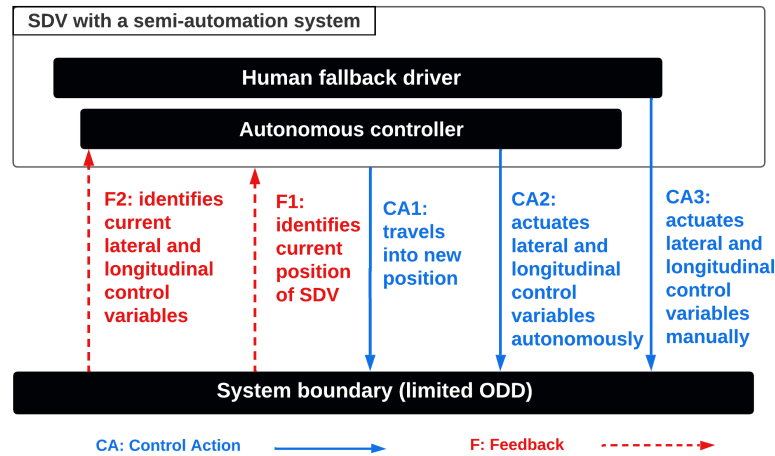 SDV with a semi-automation system
Human fallback driver
Autonomous controller
F2: identifies
current
lateral and
longitudinal
control
variables
F1:
identifies
current
position
of SDV
CA1:
travels
into new
position
CA2:
actuates
lateral and
longitudinal
control
variables
autonomously
CA3:
actuates
lateral and
longitudinal
control
variables
manually
System boundary (limited ODD)
CA: Control Action
F: Feedback